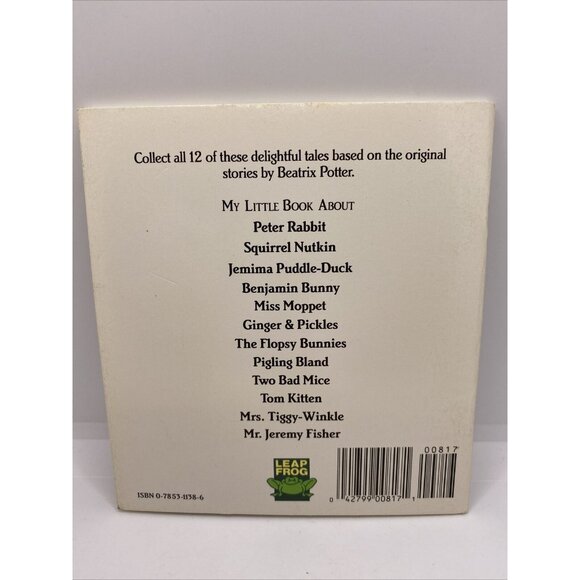 Collect all 12 of these delightful tales based on the original
stories by Beatrix Potter.
MY LITTLE BOOK ABOUT
Peter Rabbit
Squirrel Nutkin
Jemima Puddle-Duck
Benjamin Bunny
Miss Moppet
Ginger & Pickles
The Flopsy Bunnies
Pigling Bland
Two Bad Mice
Tom Kitten
Mrs. Tiggy-Winkle
Mr. Jeremy Fisher
00817
LEAP
FROG
ISBN 0-7853-1138-6
0 42799 00817 1